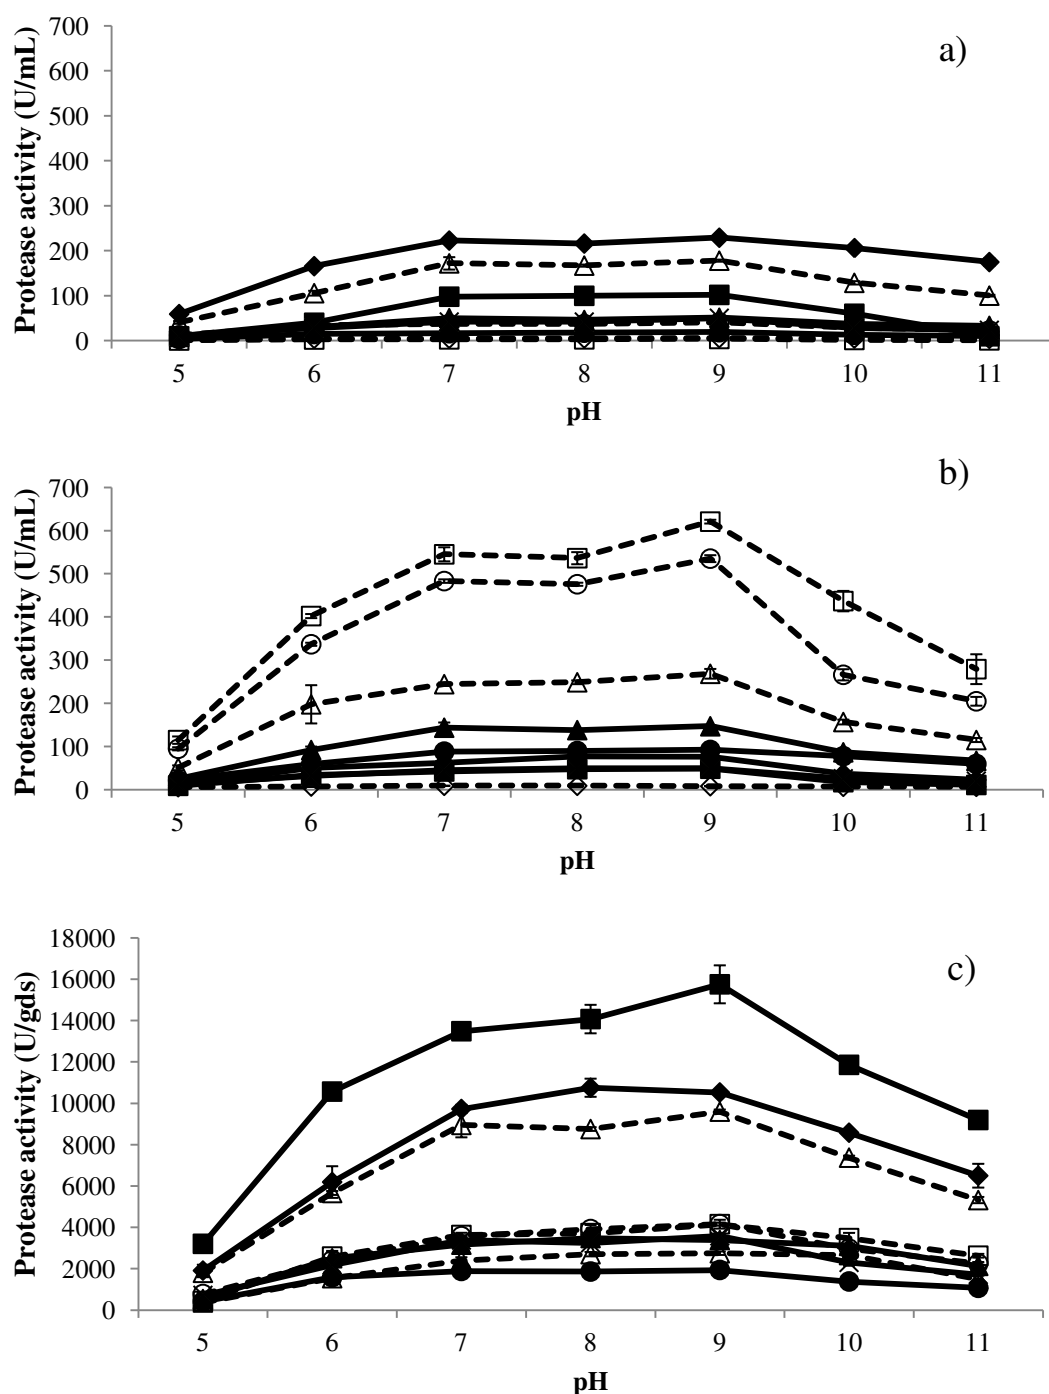 a)
Protease activity (U/mL)
700
600
500
400
300
200
100
0
5 6 7 8 9 10 11
pH
b)
Protease activity (U/mL)
700
600
500
400
300
200
100
0
5 6 7 8 9 10 11
pH
c)
Protease activity (U/gds)
18000
16000
14000
12000
10000
8000
6000
4000
2000
0
5 6 7 8 9 10 11
pH